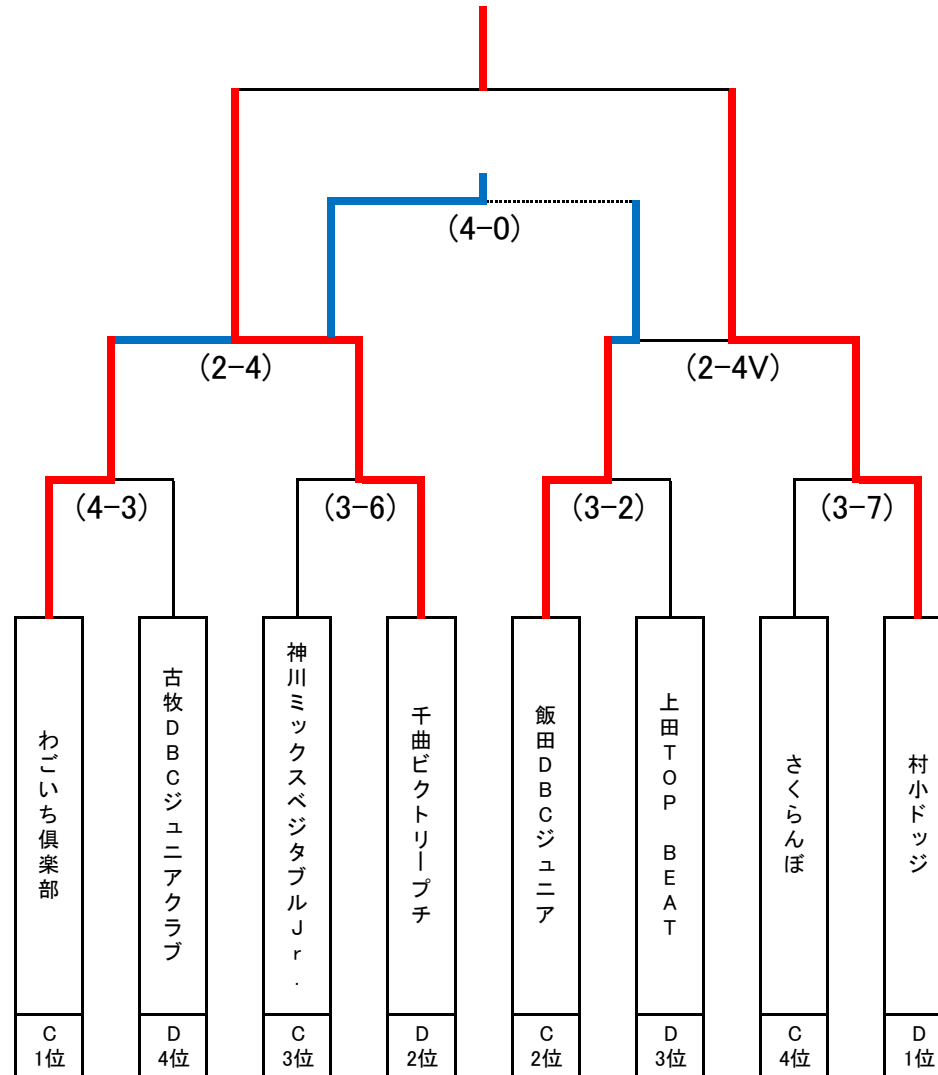 (4-0)
(2-4)
(2-4V)
(4-3)
(3-6)
(3-2)
(3-7)
わごいち倶楽部
古牧DBCジュニアクラブ
神川ミックスベジタブルJr.
千曲ビクトリープチ
飯田DBCジュニア
上田TOP BEAT
さくらんぼ
村小ドッジ
C
1位
D
4位
C
3位
D
2位
C
2位
D
3位
C
4位
D
1位